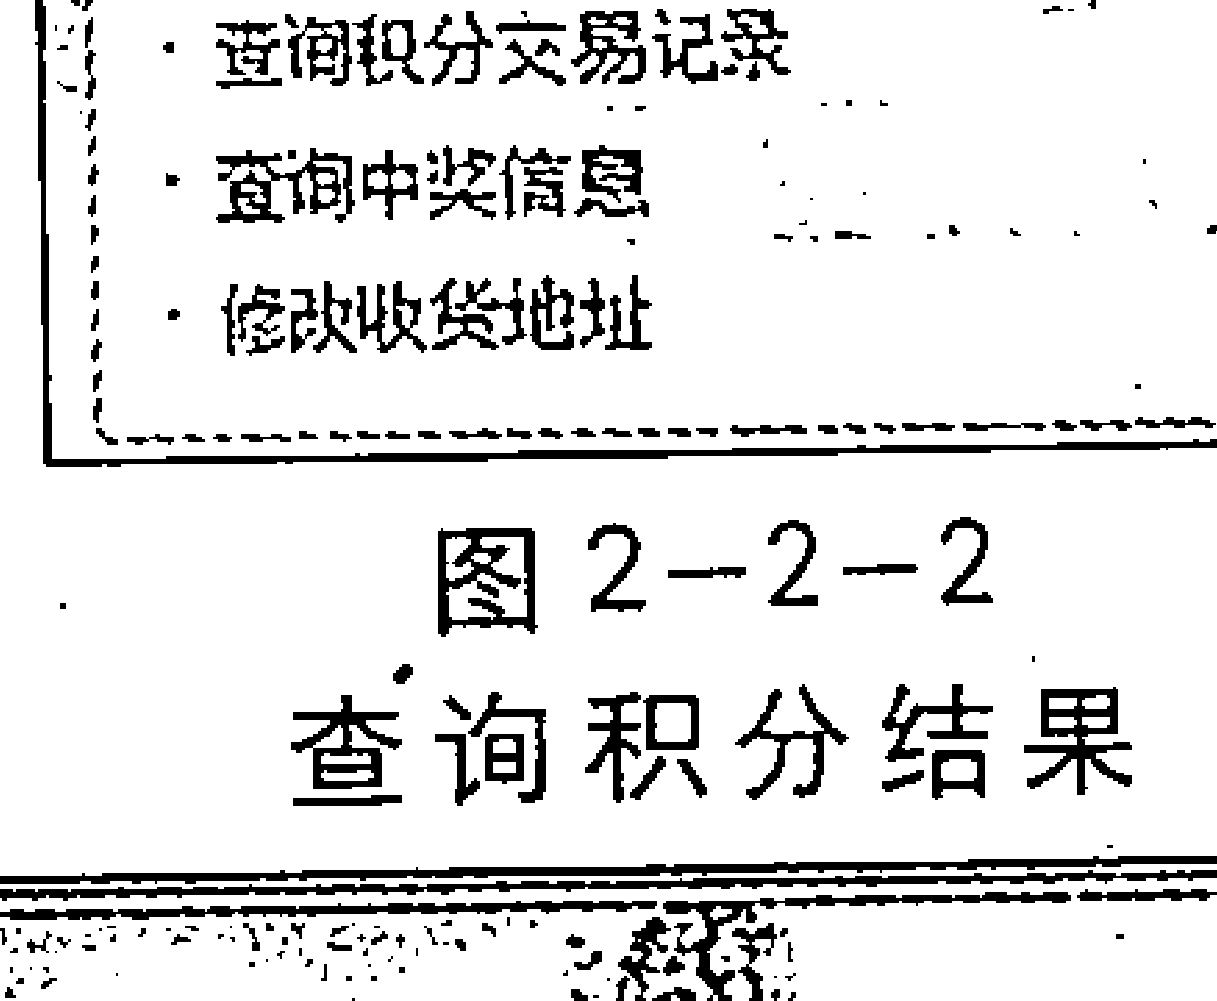 · 查询积分交易记录
· 查询中奖信息
· 修改收货地址
图 2-2-2
查询积分结果